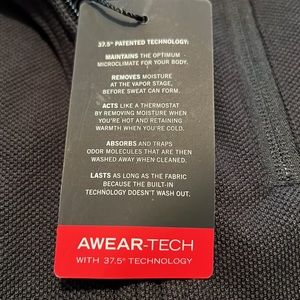 37.5° PATENTED TECHNOLOGY:
MAINTAINS THE OPTIMUM
MICROCLIMATE FOR YOUR BODY.
REMOVES MOISTURE
AT THE VAPOR STAGE,
BEFORE SWEAT CAN FORM.
ACTS LIKE A THERMOSTAT
BY REMOVING MOISTURE WHEN
YOU'RE HOT AND RETAINING
WARMTH WHEN YOU'RE COLD.
ABSORBS AND TRAPS
ODOR MOLECULES THAT ARE THEN
WASHED AWAY WHEN CLEANED.
LASTS AS LONG AS THE FABRIC
BECAUSE THE BUILT-IN
TECHNOLOGY DOESN'T WASH OUT.
AWEAR-TECH
WITH 37.5® TECHNOLOGY